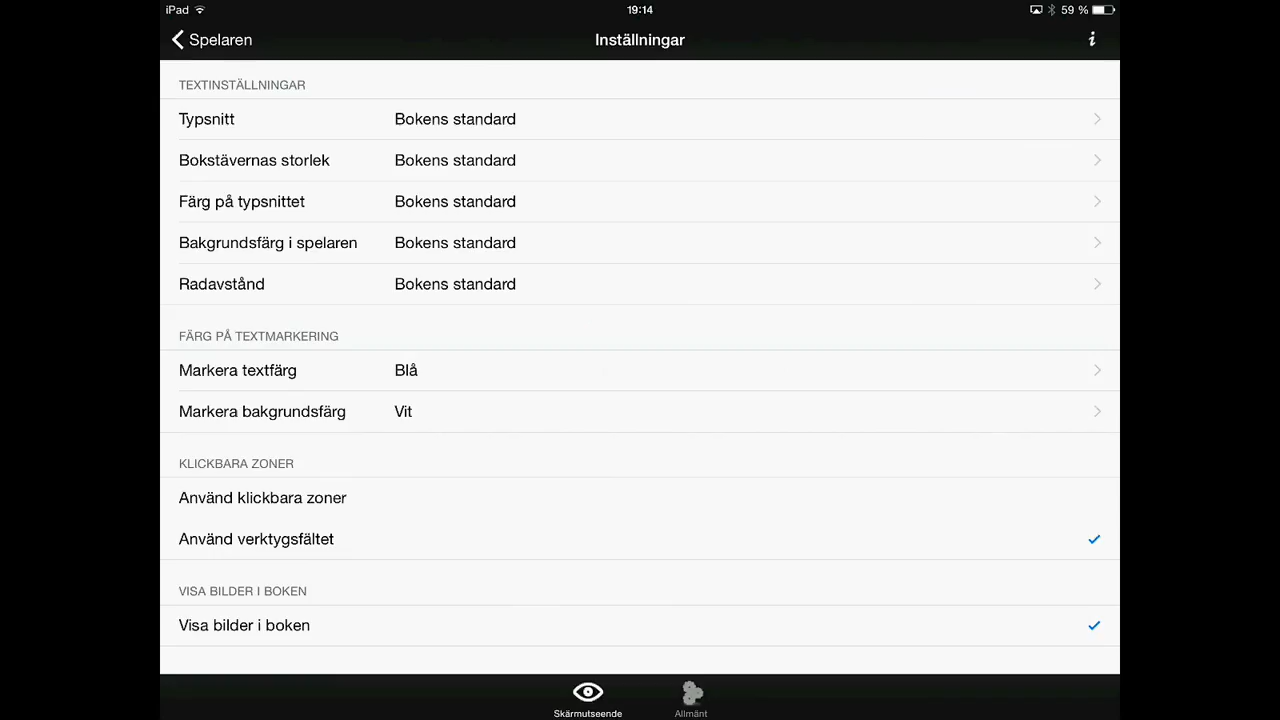 iPad 19:14 59 %
Spelaren Inställningar i
TEXTINSTÄLLNINGAR
Typsnitt Bokens standard
Bokstävernas storlek Bokens standard
Färg på typsnittet Bokens standard
Bakgrundsfärg i spelaren Bokens standard
Radavstånd Bokens standard
FÄRG PÅ TEXTMARKERING
Markera textfärg Blå
Markera bakgrundsfärg Vit
KLICKBARA ZONER
Använd klickbara zoner
Använd verktygsfältet
VISA BILDER I BOKEN
Visa bilder i boken
Skärmutseende Allmänt